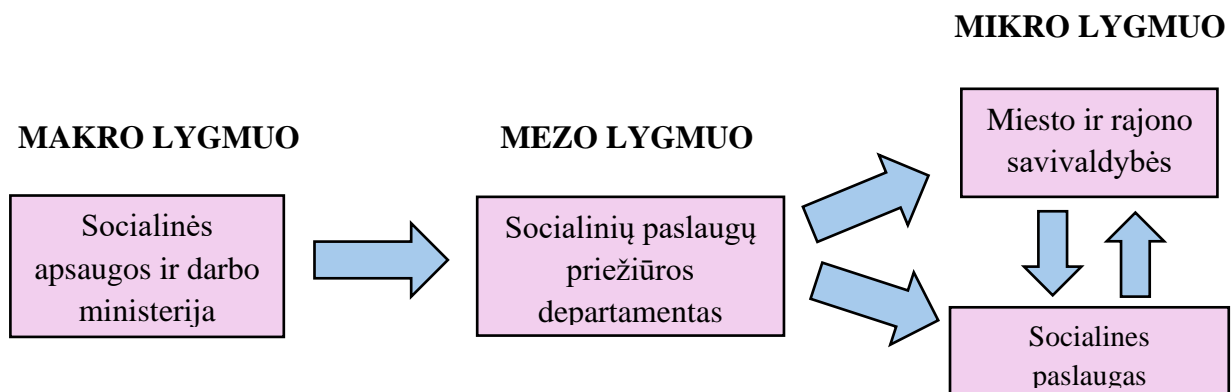 MIKRO LYGMUO
MAKRO LYGMUO
Socialinės
apsaugos ir darbo
ministerija
MEZO LYGMUO
Socialinių paslaugų
priežiūros
departamentas
Miesto ir rajono
savivaldybės
Socialines
paslaugas